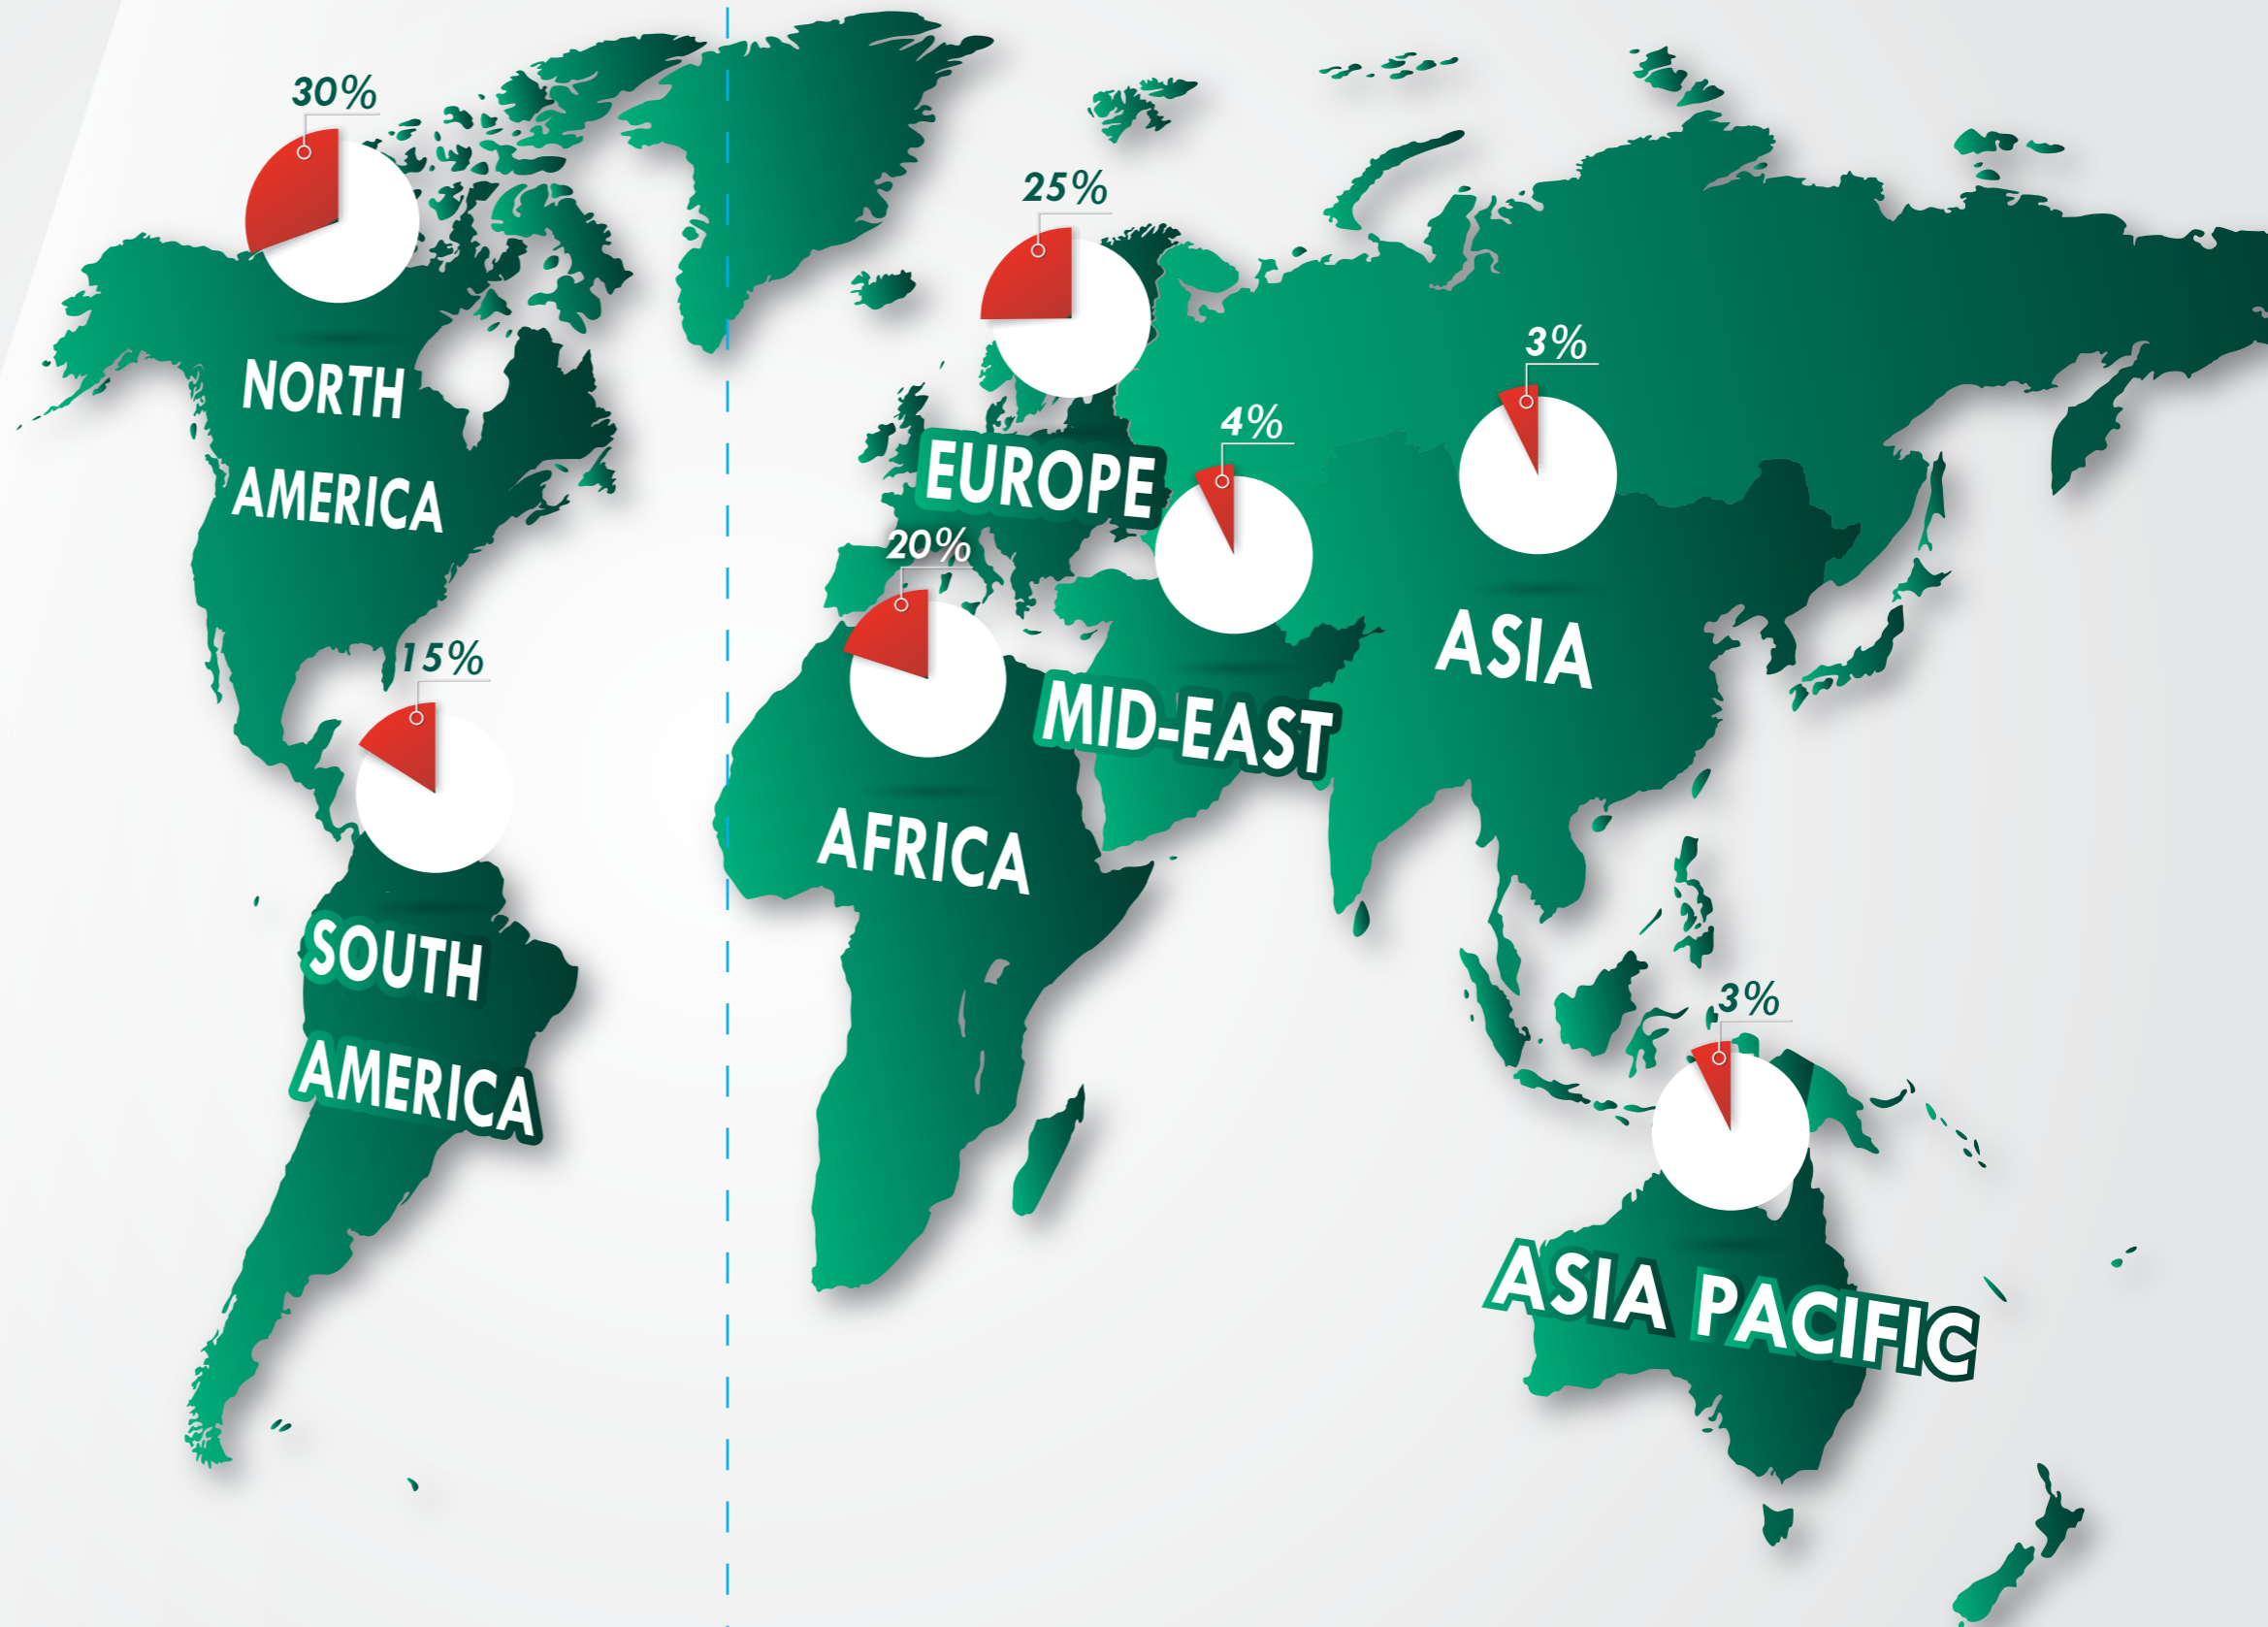 30%
NORTH
AMERICA
25%
EUROPE
3%
ASIA
4%
MID-EAST
20%
AFRICA
15%
SOUTH
AMERICA
3%
ASIA PACIFIC